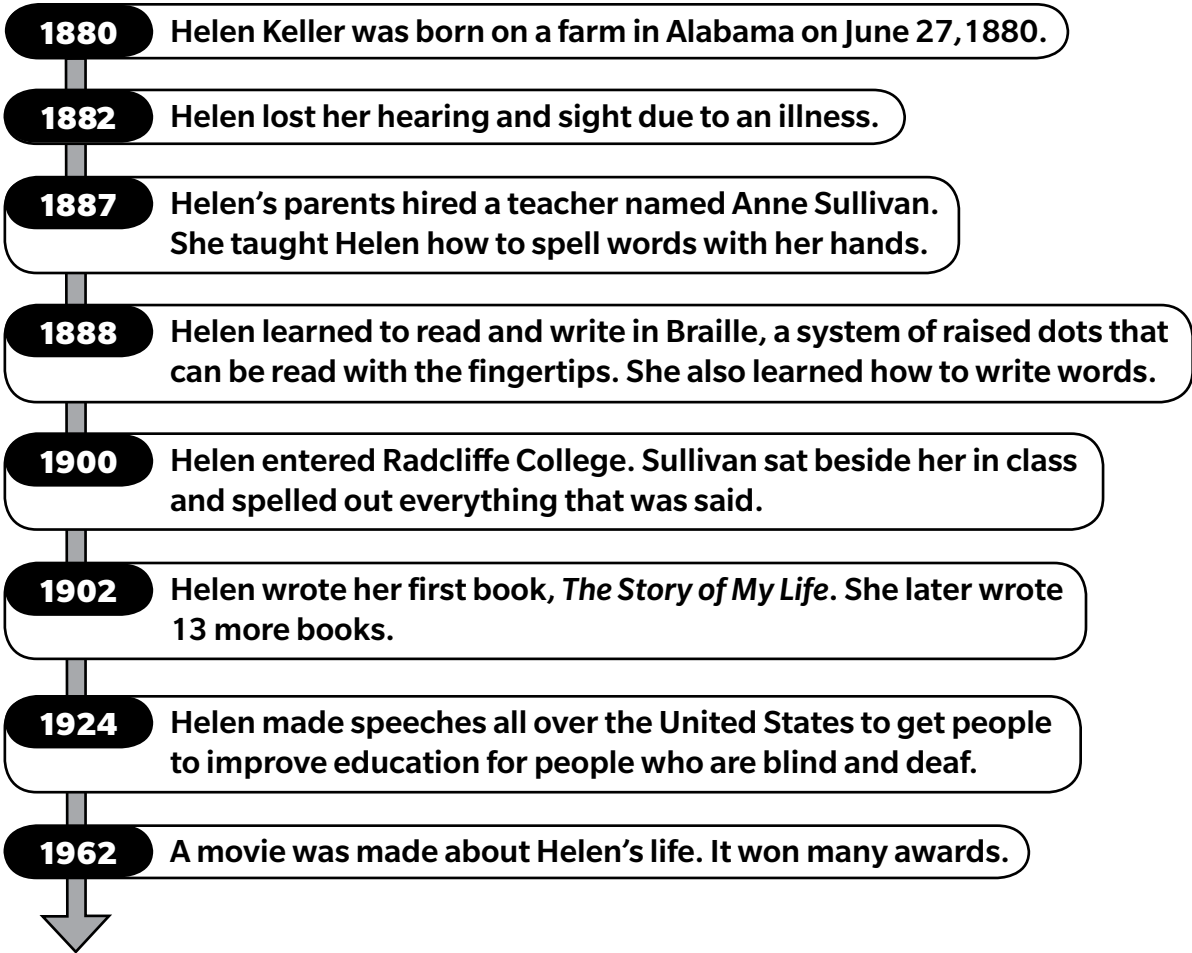 1880 Helen Keller was born on a farm in Alabama on June 27,1880.
1882 Helen lost her hearing and sight due to an illness.
1887 Helen’s parents hired a teacher named Anne Sullivan.
She taught Helen how to spell words with her hands.
1888 Helen learned to read and write in Braille, a system of raised dots that
can be read with the fingertips. She also learned how to write words.
1900 Helen entered Radcliffe College. Sullivan sat beside her in class
and spelled out everything that was said.
1902 Helen wrote her first book, The Story of My Life. She later wrote
13 more books.
1924 Helen made speeches all over the United States to get people
to improve education for people who are blind and deaf.
1962 A movie was made about Helen’s life. It won many awards.